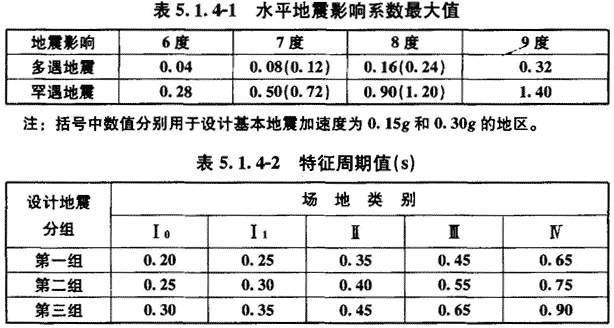 表 5.1.4-1 水平地震影响系数最大值
地震影响 6度 7度 8度 9度
多遇地震 0.04 0.08(0.12) 0.16(0.24) 0.32
罕遇地震 0.28 0.50(0.72) 0.90(1.20) 1.40
注：括号中数值分别用于设计基本地震加速度为 0.15g 和 0.30g 的地区。
表 5.1.4-2 特征周期值(s)
设计地震分组 场地类别
Ⅰ₀ Ⅰ₁ Ⅱ Ⅲ Ⅳ
第一组 0.20 0.25 0.35 0.45 0.65
第二组 0.25 0.30 0.40 0.55 0.75
第三组 0.30 0.35 0.45 0.65 0.90